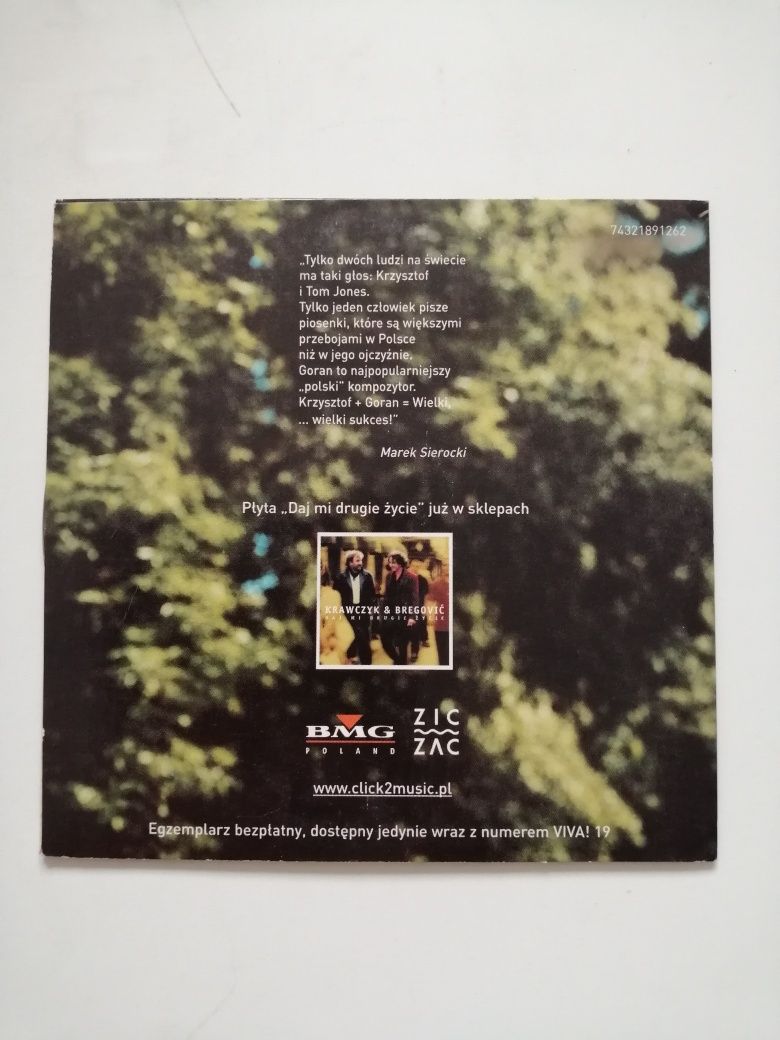 74321891262
„Tylko dwóch ludzi na świecie
ma taki głos: Krzysztof
i Tom Jones.
Tylko jeden człowiek pisze
piosenki, które są większymi
przebojami w Polsce
niż w jego ojczyźnie.
Goran to najpopularniejszy
„polski” kompozytor.
Krzysztof + Goran = Wielki,
... wielki sukces!”
Marek Sierocki
Płyta „Daj mi drugie życie” już w sklepach
KRAWCZYK & BREGOVIĆ
DAJ MI DRUGIE ŻYCIE
BMG
POLAND
ZIC
ZAC
www.click2music.pl
Egzemplarz bezpłatny, dostępny jedynie wraz z numerem VIVA! 19